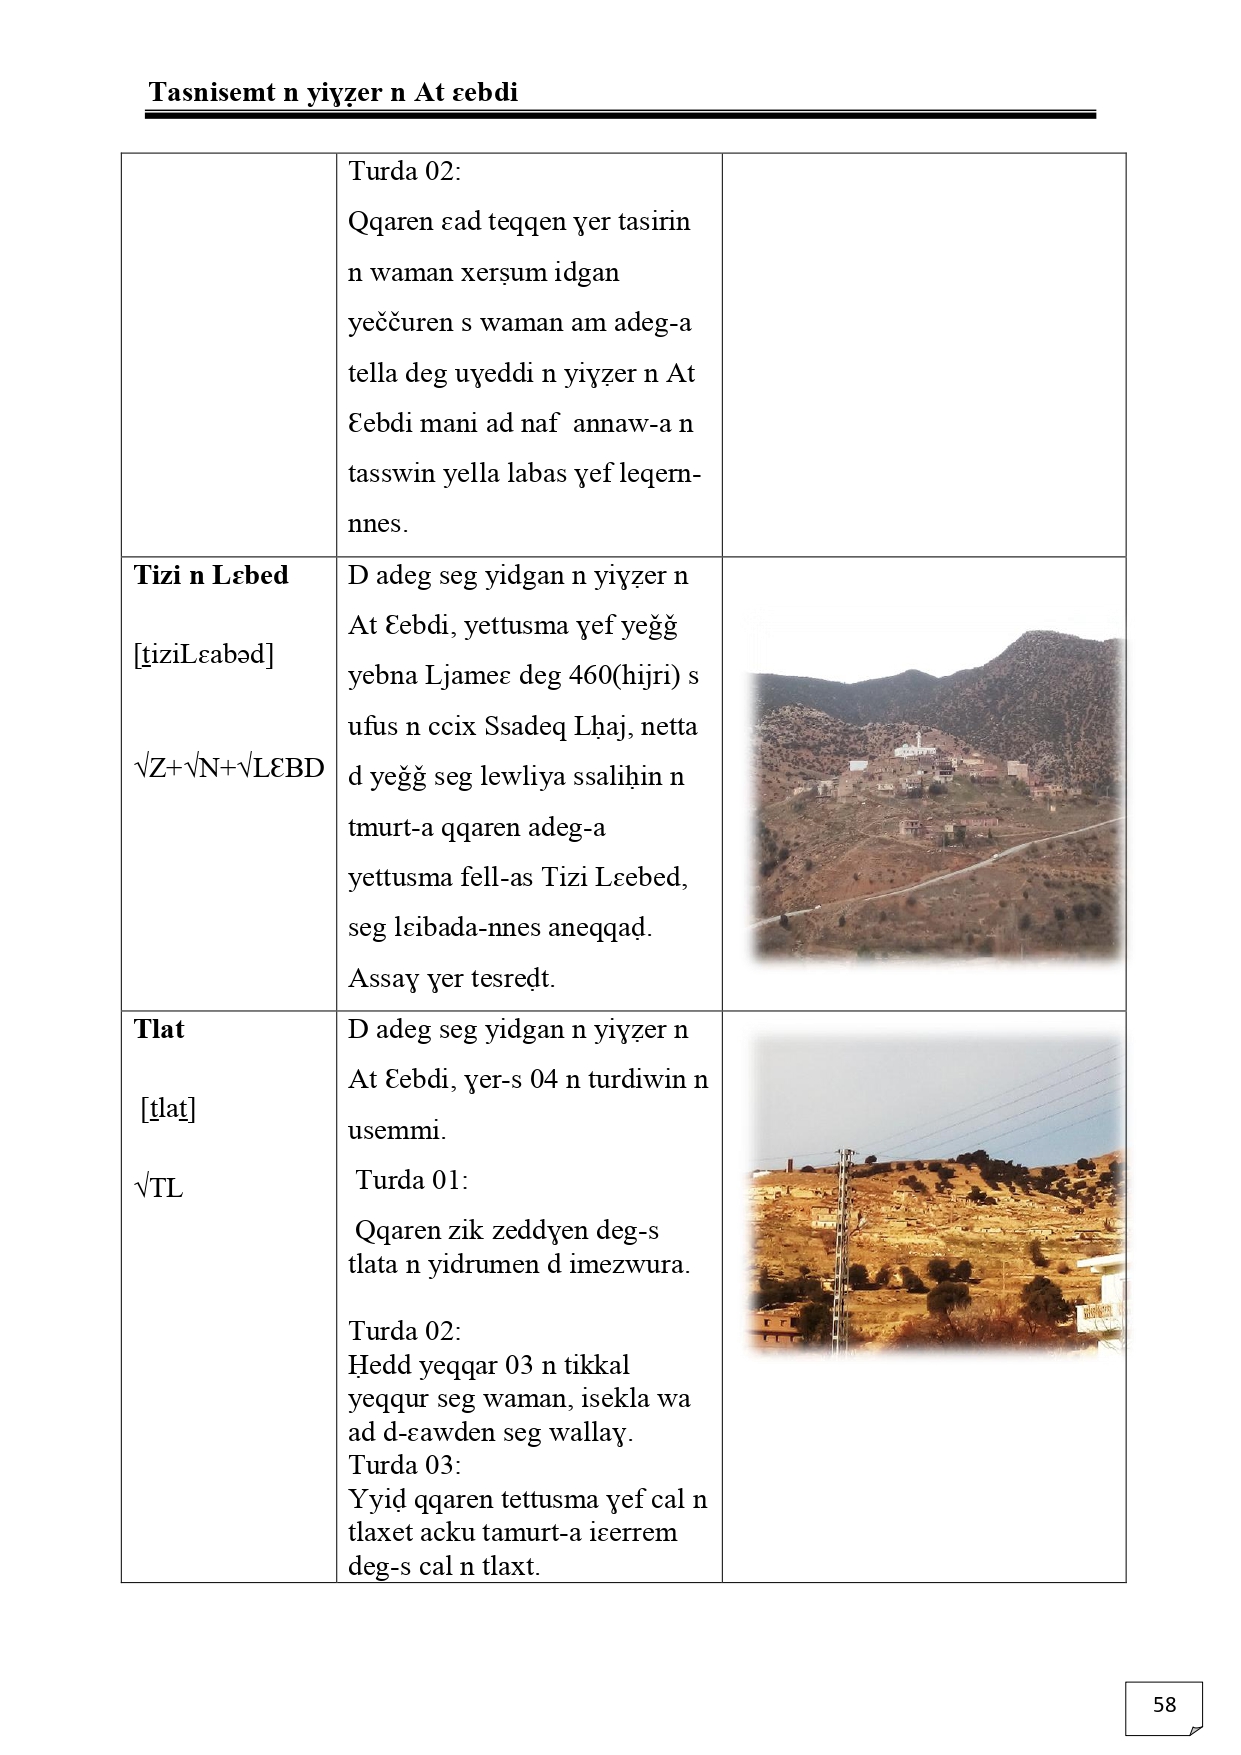 Tasnisemt n yiɣẓer n At ɛebdi
Turda 02:
Qqaren ɛad teqqen ɣer tasirin
n waman xerṣum idgan
yeččuren s waman am adeg-a
tella deg uɣeddi n yiɣẓer n At
Ɛebdi mani ad naf  annaw-a n
tasswin yella labas ɣef leqern-
nnes.
Tizi n Lɛbed
[ṯiziLɛabəd]
√Z+√N+√LƐBD
D adeg seg yidgan n yiɣẓer n
At Ɛebdi, yettusma ɣef yeǧǧ
yebna Ljameɛ deg 460(hijri) s
ufus n ccix Ssadeq Lḥaj, netta
d yeǧǧ seg lewliya ssaliḥin n
tmurt-a qqaren adeg-a
yettusma fell-as Tizi Lɛebed,
seg lɛibada-nnes aneqqaḍ.
Assaɣ ɣer tesreḍt.
Tlat
[ṯlaṯ]
√TL
D adeg seg yidgan n yiɣẓer n
At Ɛebdi, ɣer-s 04 n turdiwin n
usemmi.
Turda 01:
Qqaren zik zeddɣen deg-s
tlata n yidrumen d imezwura.
Turda 02:
Ḥedd yeqqar 03 n tikkal
yeqqur seg waman, isekla wa
ad d-ɛawden seg wallaɣ.
Turda 03:
Yyiḍ qqaren tettusma ɣef cal n
tlaxet acku tamurt-a iɛerrem
deg-s cal n tlaxt.
58